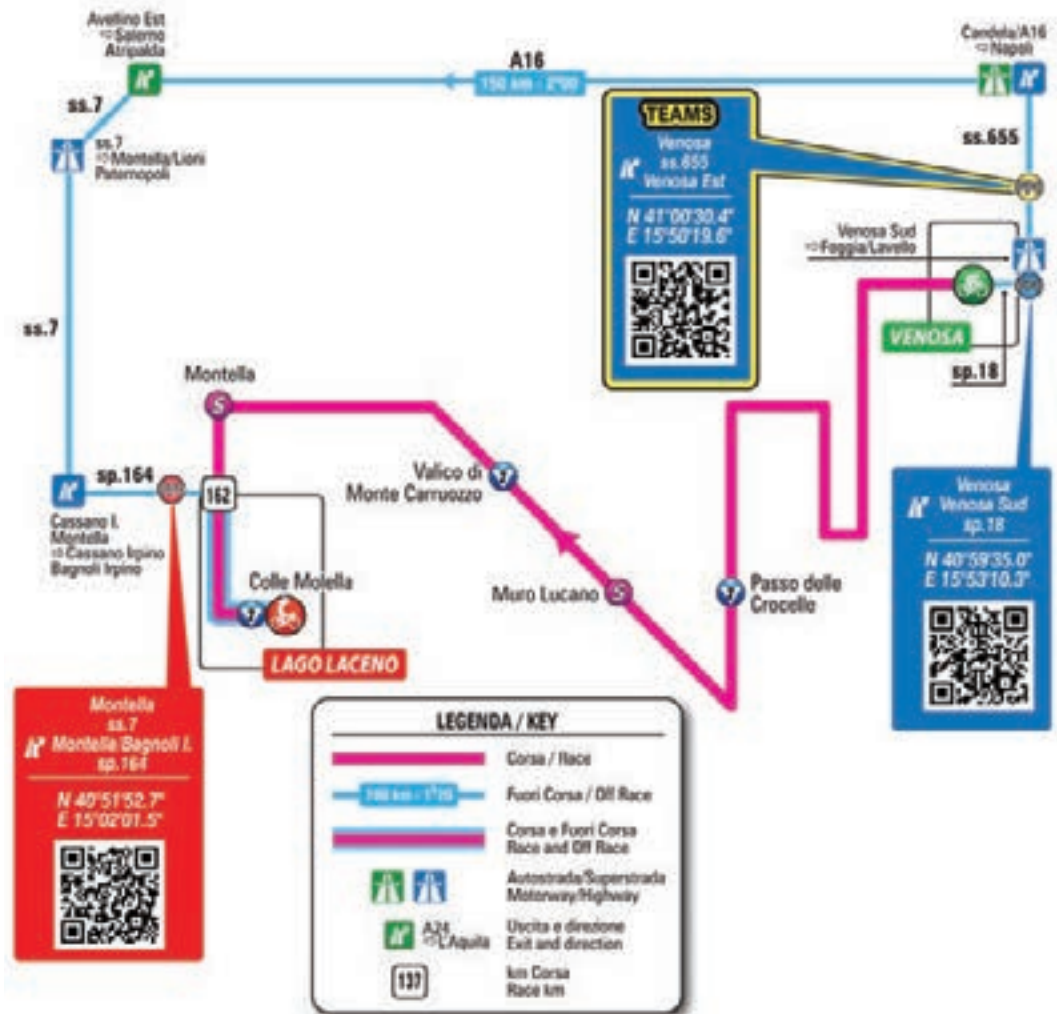 Avellino Est
⇨Salerno
Atripalda
A16
150 km - 2h00
Candela/A16
⇨Napoli
ss.7
ss.7
⇨Montella/Lioni
Paternopoli
TEAMS
Venosa
ss.655
Venosa Est
N 41°00'30.4"
E 15°50'19.6"
ss.655
Venosa Sud
⇨Foggia/Lavello
VENOSA
sp.18
ss.7
Montella
S
sp.164
162
Cassano I.
Montella
⇨Cassano Irpino
Bagnoli Irpino
Valico di
Monte Carruozzo
Colle Molella
LAGO LACENO
Muro Lucano
S
Passo delle
Crocelle
Venosa
Venosa Sud
sp.18
N 40°59'35.0"
E 15°53'10.3"
Montella
ss.7
Montella/Bagnoli I.
sp.164
N 40°51'52.7"
E 15°02'01.5"
LEGENDA / KEY
Corsa / Race
Fuori Corsa / Off Race
Corsa e Fuori Corsa
Race and Off Race
Autostrada/Superstrada
Motorway/Highway
A24
⇨L'Aquila
Uscita e direzione
Exit and direction
137
km Corsa
Race km